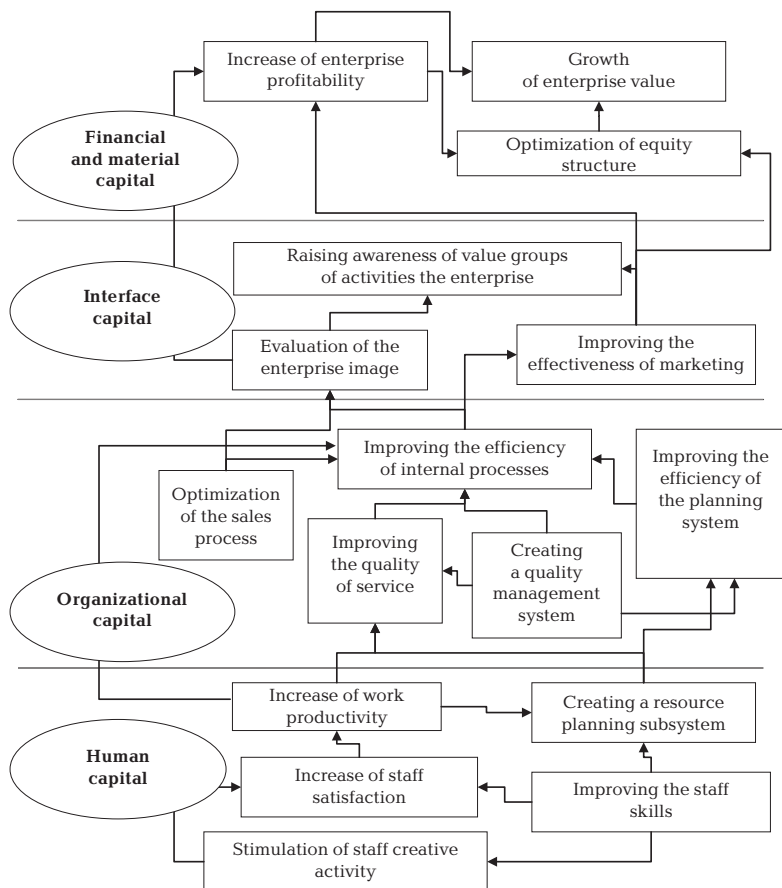 Increase of enterprise
profitability
Growth
of enterprise value
Optimization of equity
structure
Financial
and material
capital
Raising awareness of value groups
of activities the enterprise
Interface
capital
Evaluation of the
enterprise image
Improving the
effectiveness of marketing
Improving the efficiency
of internal processes
Improving the
efficiency of
the planning
system
Optimization
of the sales
process
Improving
the quality
of service
Creating
a quality
management
system
Organizational
capital
Increase of work
productivity
Creating a resource
planning subsystem
Human
capital
Increase of staff
satisfaction
Improving the staff
skills
Stimulation of staff creative
activity